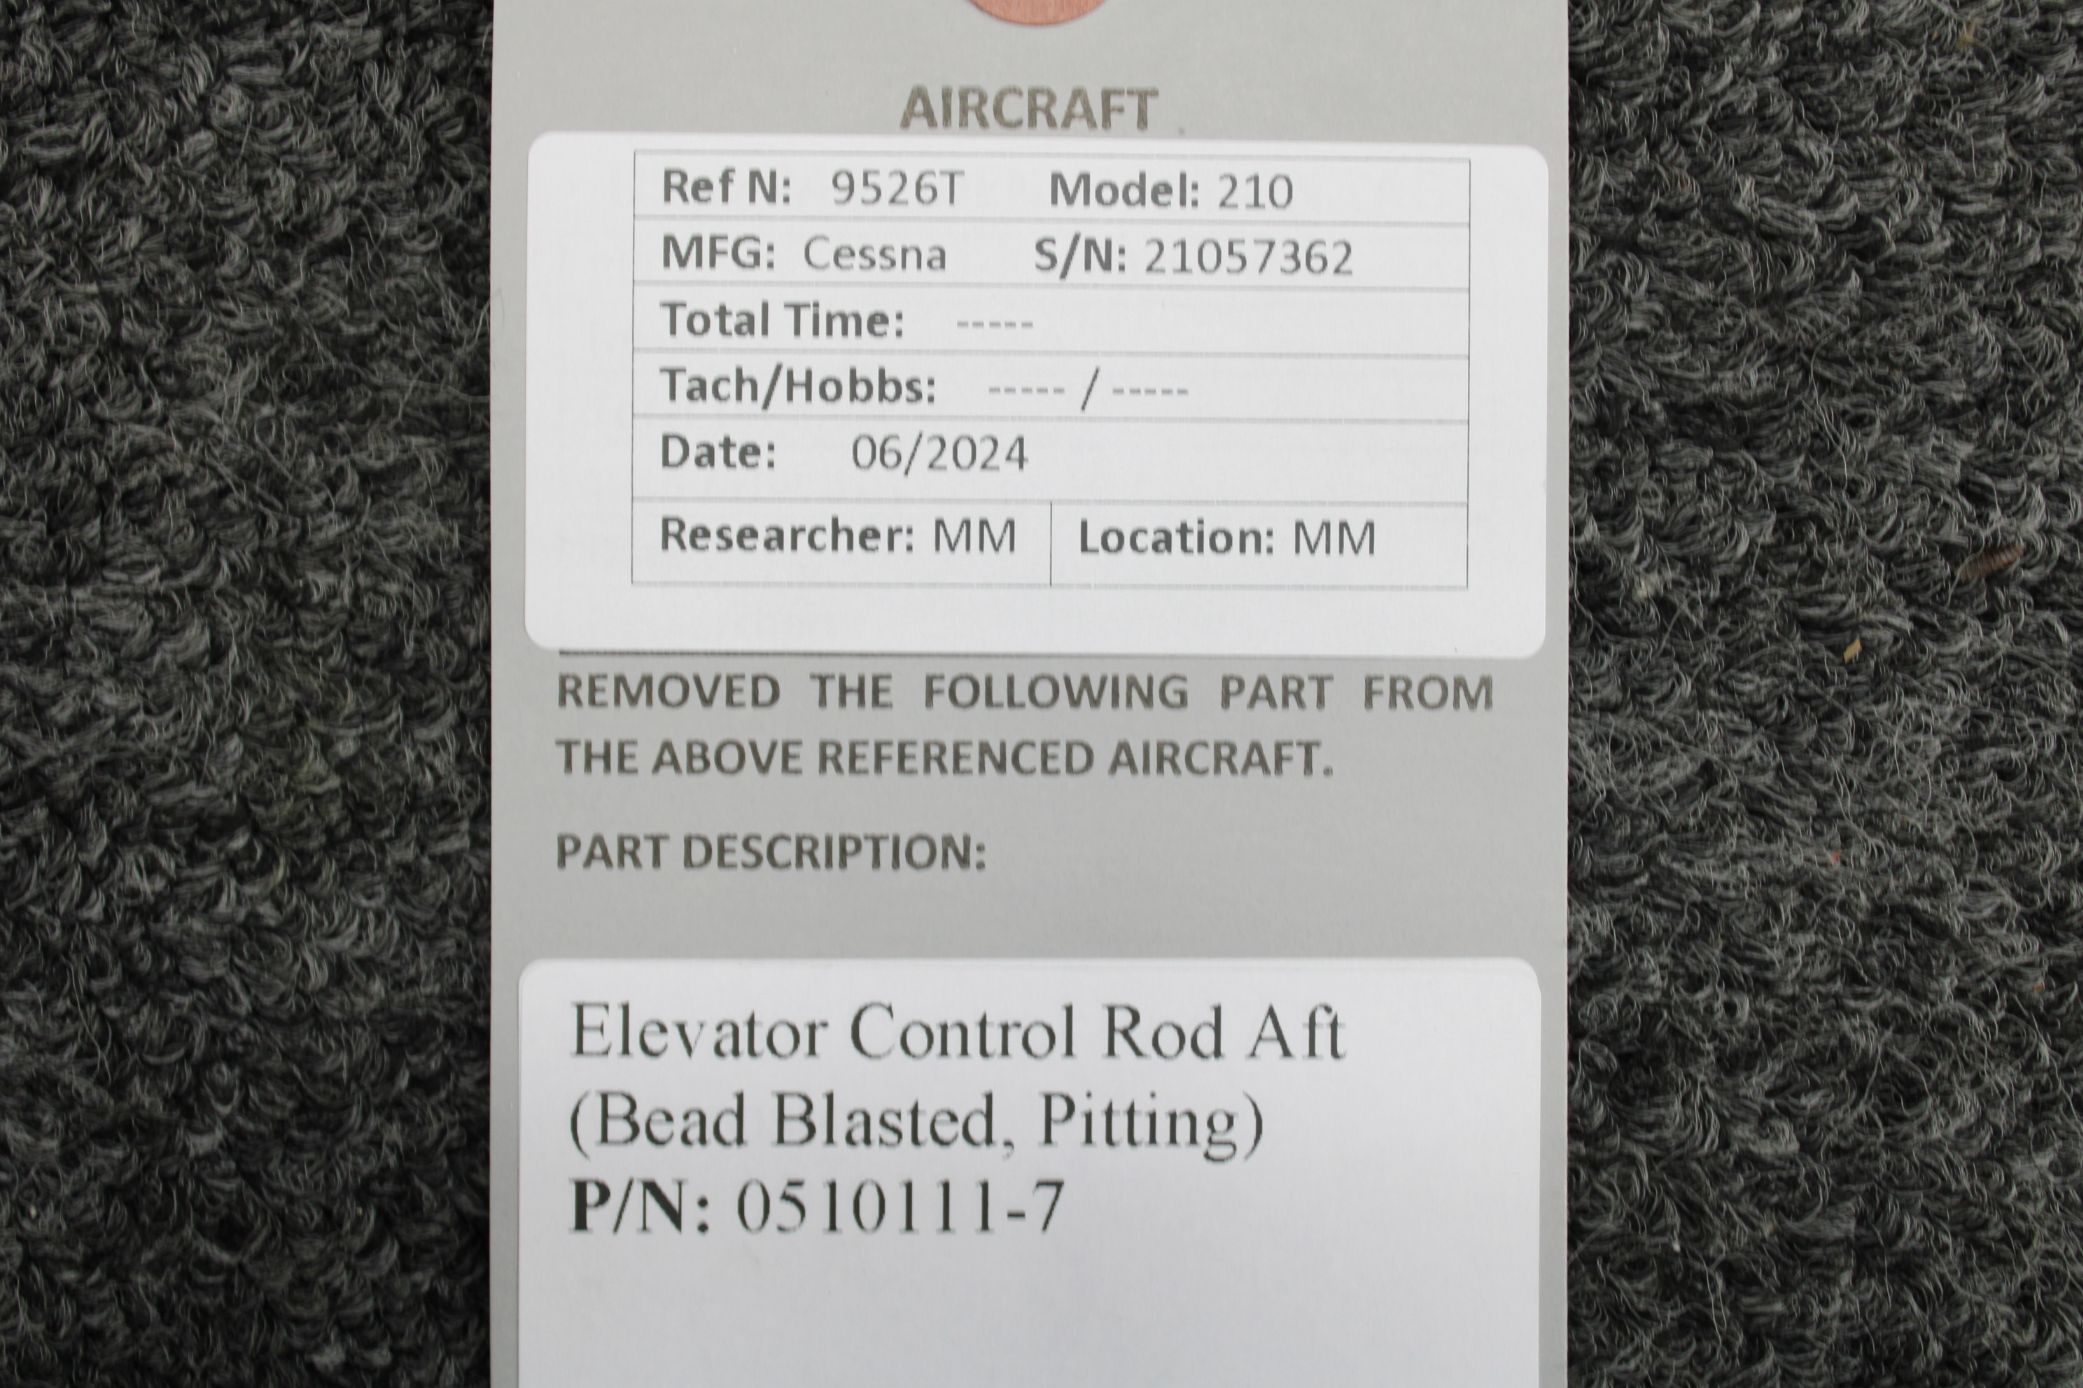 AIRCRAFT
Ref N: 9526T Model: 210
MFG: Cessna S/N: 21057362
Total Time: -----
Tach/Hobbs: ----- / -----
Date: 06/2024
Researcher: MM Location: MM
REMOVED THE FOLLOWING PART FROM
THE ABOVE REFERENCED AIRCRAFT.
PART DESCRIPTION:
Elevator Control Rod Aft
(Bead Blasted, Pitting)
P/N: 0510111-7